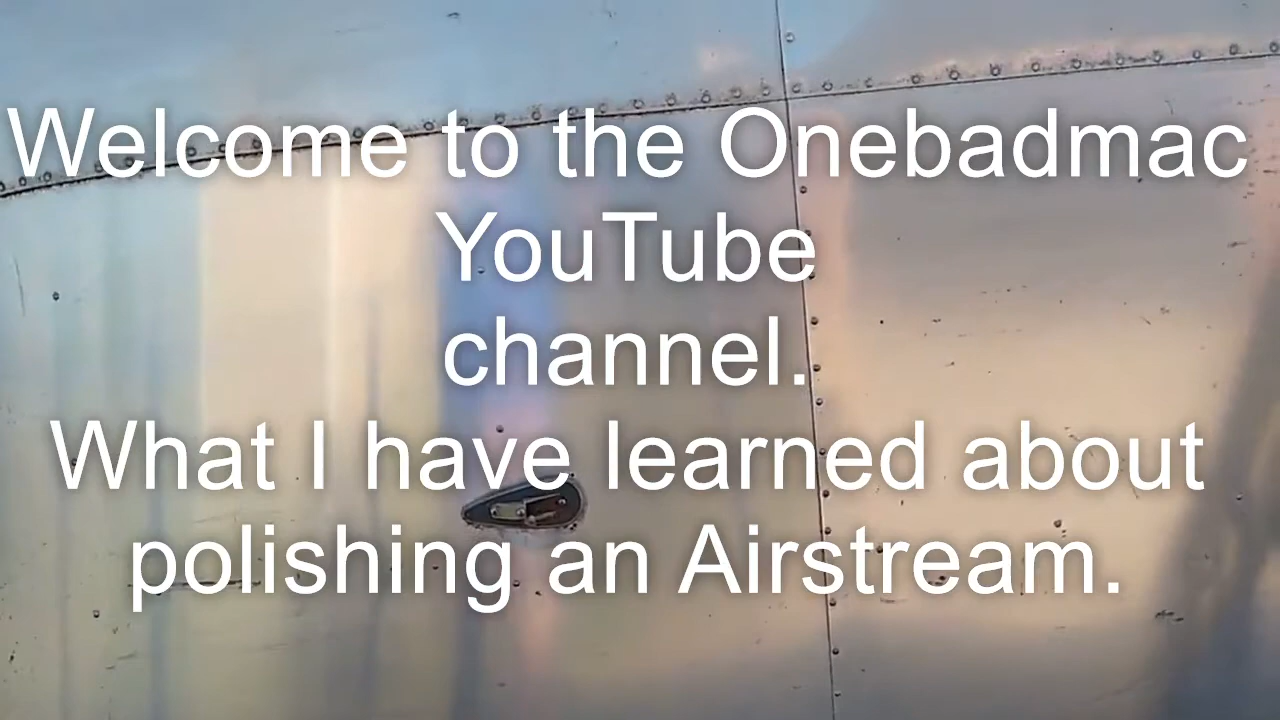 Welcome to the Onebadmac
YouTube
channel.
What I have learned about
polishing an Airstream.